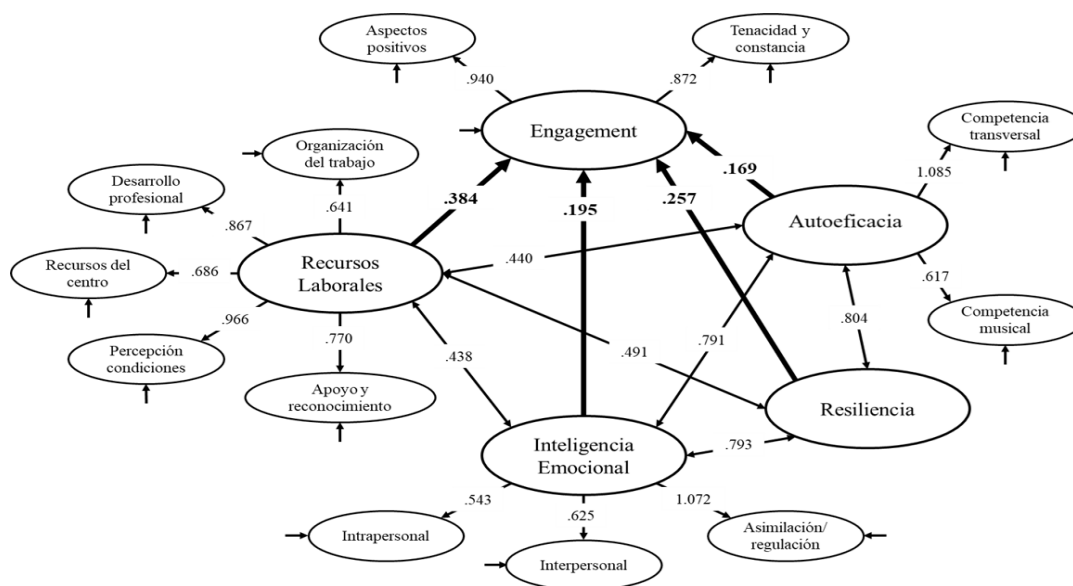 Aspectos
positivos
Tenacidad y
constancia
.940
.872
Engagement
Competencia
transversal
Organización
del trabajo
1.085
.169
Desarrollo
profesional
.384
.195
.257
.641
.867
Autoeficacia
Recursos del
centro
.686
Recursos
Laborales
.440
.617
.966
.804
Competencia
musical
Percepción
condiciones
.770
.438
.791
.491
Apoyo y
reconocimiento
Resiliencia
Inteligencia
Emocional
.793
.543
.625
1.072
Intrapersonal
Interpersonal
Asimilación/
regulación